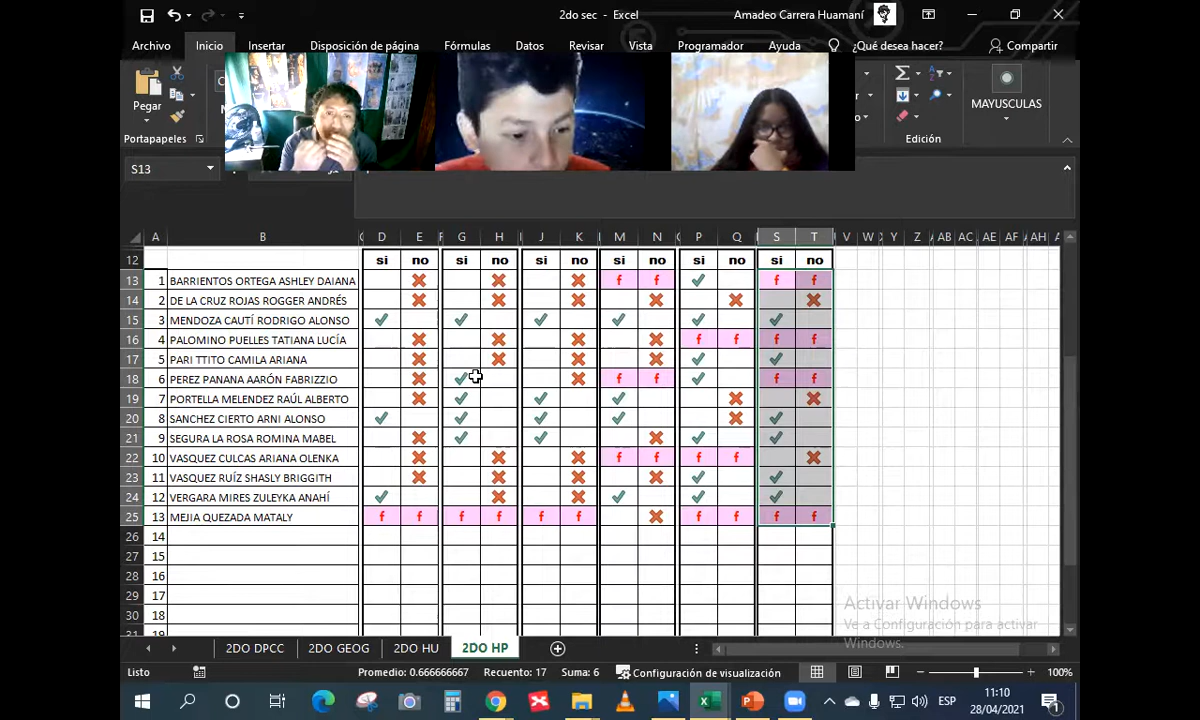 2do sec - Excel
Amadeo Carrera Huamaní
Archivo Inicio Insertar Disposición de página Fórmulas Datos Revisar Vista Programador Ayuda ¿Qué desea hacer? Compartir
Pegar
MAYUSCULAS
Portapapeles
Edición
S13
A B C D E F G H I J K L M N P Q S T V W Y Z AB AC AE AF AH
12 si no si no si no si no si no si no
13 1 BARRIENTOS ORTEGA ASHLEY DAIANA f f f f
14 2 DE LA CRUZ ROJAS ROGGER ANDRÉS
15 3 MENDOZA CAUTÍ RODRIGO ALONSO
16 4 PALOMINO PUELLES TATIANA LUCÍA f f f f
17 5 PARI TTITO CAMILA ARIANA
18 6 PEREZ PANANA AARÓN FABRIZZIO f f f f
19 7 PORTELLA MELENDEZ RAÚL ALBERTO
20 8 SANCHEZ CIERTO ARNI ALONSO
21 9 SEGURA LA ROSA ROMINA MABEL
22 10 VASQUEZ CULCAS ARIANA OLENKA f f f f
23 11 VASQUEZ RUÍZ SHASLY BRIGGITH
24 12 VERGARA MIRES ZULEYKA ANAHÍ
25 13 MEJIA QUEZADA MATALY f f f f f f f f f f
26 14
27 15
28 16
29 17
30 18
31 19
Activar Windows
Ve a Configuración para activar
Windows.
2DO DPCC 2DO GEOG 2DO HU 2DO HP
Listo Promedio: 0.666666667 Recuento: 17 Suma: 6 Configuración de visualización 100%
ESP
11:10
28/04/2021
1